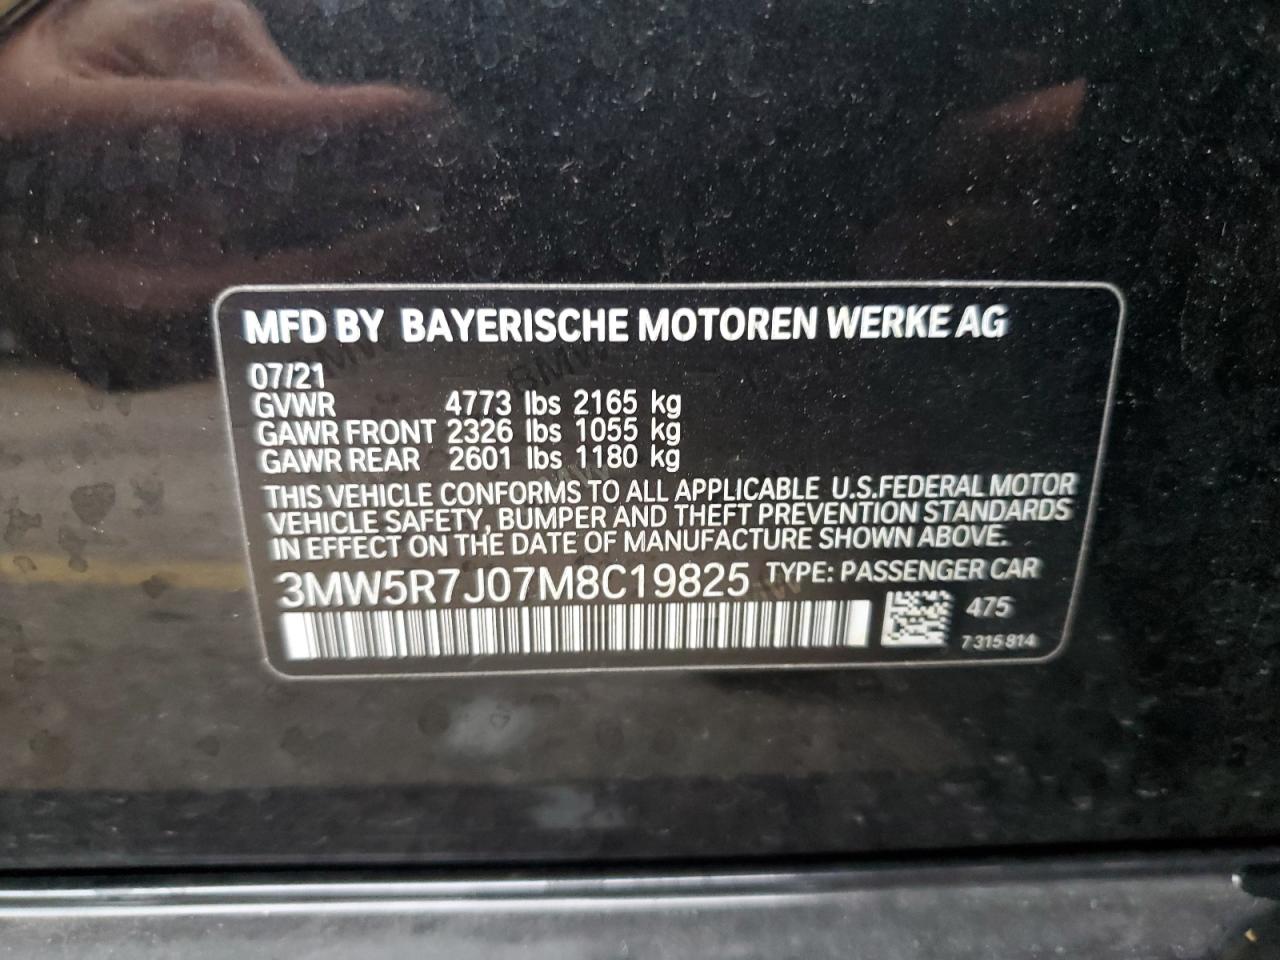 MFD BY BAYERISCHE MOTOREN WERKE AG
07/21
GVWR 4773 lbs 2165 kg
GAWR FRONT 2326 lbs 1055 kg
GAWR REAR 2601 lbs 1180 kg
THIS VEHICLE CONFORMS TO ALL APPLICABLE U.S.FEDERAL MOTOR
VEHICLE SAFETY, BUMPER AND THEFT PREVENTION STANDARDS
IN EFFECT ON THE DATE OF MANUFACTURE SHOWN ABOVE.
3MW5R7J07M8C19825 TYPE: PASSENGER CAR
475
7 315 814